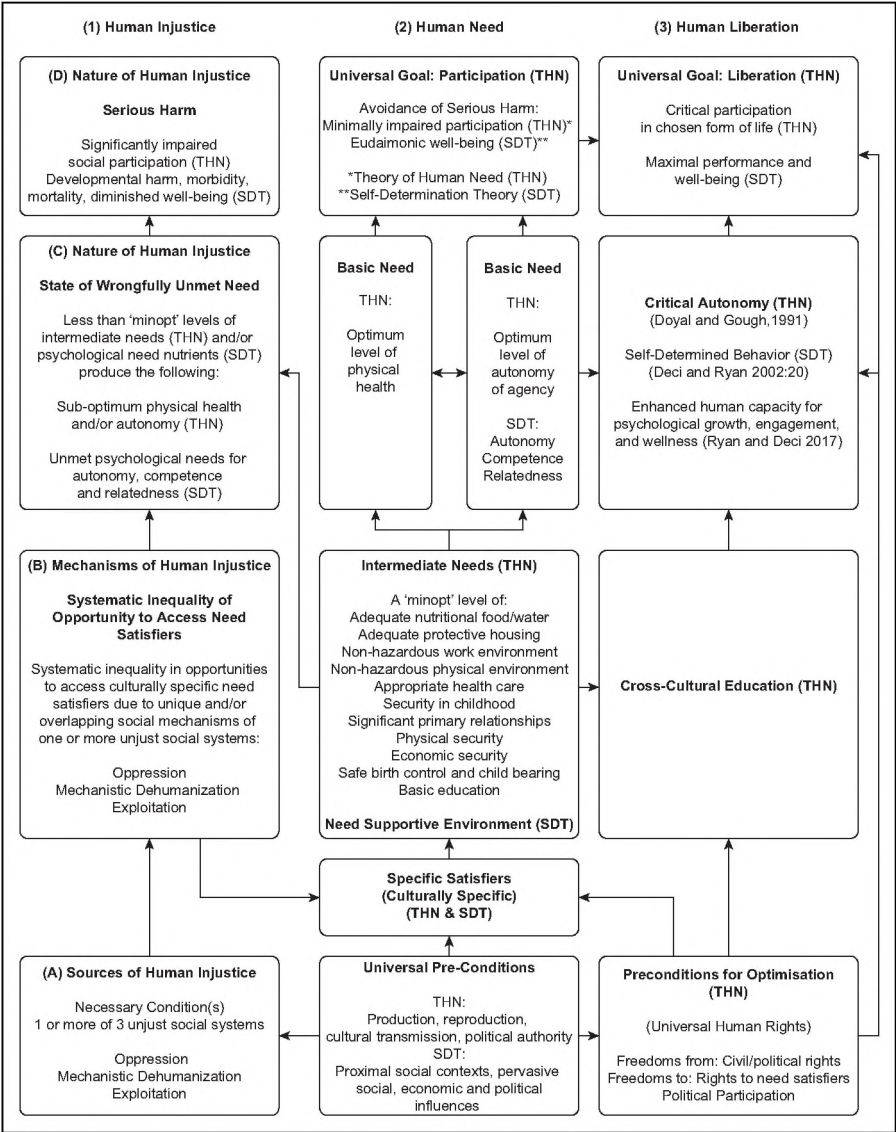 (1) Human Injustice
(2) Human Need
(3) Human Liberation
(D) Nature of Human Injustice
Serious Harm
Significantly impaired
social participation (THN)
Developmental harm, morbidity,
mortality, diminished well-being (SDT)
Universal Goal: Participation (THN)
Avoidance of Serious Harm:
Minimally impaired participation (THN)*
Eudaimonic well-being (SDT)**
*Theory of Human Need (THN)
**Self-Determination Theory (SDT)
Universal Goal: Liberation (THN)
Critical participation
in chosen form of life (THN)
Maximal performance and
well-being (SDT)
(C) Nature of Human Injustice
State of Wrongfully Unmet Need
Less than ‘minopt’ levels of
intermediate needs (THN) and/or
psychological need nutrients (SDT)
produce the following:
Sub-optimum physical health
and/or autonomy (THN)
Unmet psychological needs for
autonomy, competence
and relatedness (SDT)
Basic Need
THN:
Optimum
level of
physical
health
Basic Need
THN:
Optimum
level of
autonomy
of agency
SDT:
Autonomy
Competence
Relatedness
Critical Autonomy (THN)
(Doyal and Gough,1991)
Self-Determined Behavior (SDT)
(Deci and Ryan 2002:20)
Enhanced human capacity for
psychological growth, engagement,
and wellness (Ryan and Deci 2017)
(B) Mechanisms of Human Injustice
Systematic Inequality of
Opportunity to Access Need
Satisfiers
Systematic inequality in opportunities
to access culturally specific need
satisfiers due to unique and/or
overlapping social mechanisms of
one or more unjust social systems:
Oppression
Mechanistic Dehumanization
Exploitation
Intermediate Needs (THN)
A ‘minopt’ level of:
Adequate nutritional food/water
Adequate protective housing
Non-hazardous work environment
Non-hazardous physical environment
Appropriate health care
Security in childhood
Significant primary relationships
Physical security
Economic security
Safe birth control and child bearing
Basic education
Need Supportive Environment (SDT)
Cross-Cultural Education (THN)
Specific Satisfiers
(Culturally Specific)
(THN & SDT)
(A) Sources of Human Injustice
Necessary Condition(s)
1 or more of 3 unjust social systems
Oppression
Mechanistic Dehumanization
Exploitation
Universal Pre-Conditions
THN:
Production, reproduction,
cultural transmission, political authority
SDT:
Proximal social contexts, pervasive
social, economic and political
influences
Preconditions for Optimisation
(THN)
(Universal Human Rights)
Freedoms from: Civil/political rights
Freedoms to: Rights to need satisfiers
Political Participation